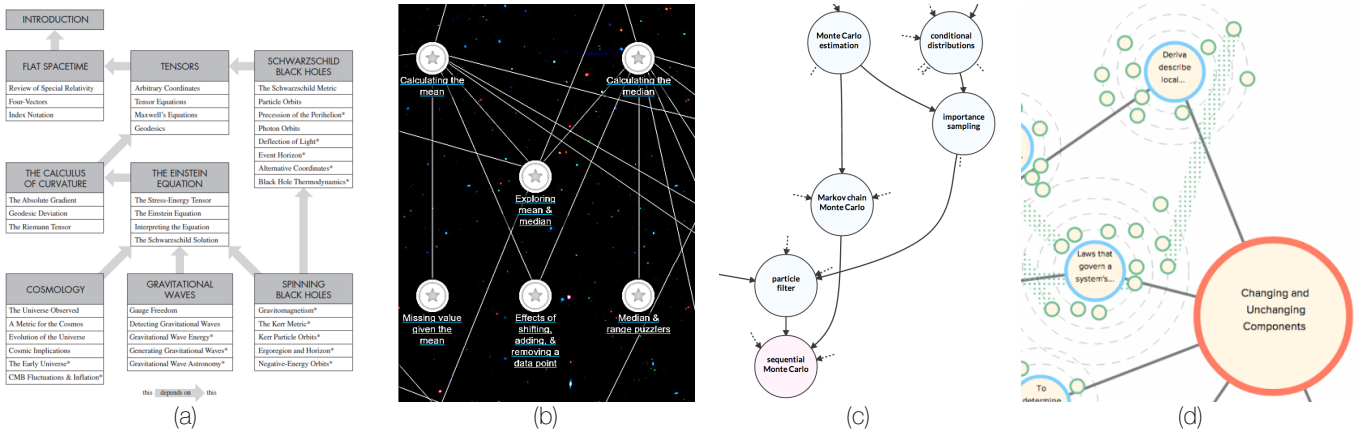 INTRODUCTION
FLAT SPACETIME
Review of Special Relativity
Four-Vectors
Index Notation
TENSORS
Arbitrary Coordinates
Tensor Equations
Maxwell's Equations
Geodesics
SCHWARZSCHILD
BLACK HOLES
The Schwarzschild Metric
Particle Orbits
Precession of the Perihelion*
Photon Orbits
Deflection of Light*
Event Horizon*
Alternative Coordinates*
Black Hole Thermodynamics*
THE CALCULUS
OF CURVATURE
The Absolute Gradient
Geodesic Deviation
The Riemann Tensor
THE EINSTEIN
EQUATION
The Stress-Energy Tensor
The Einstein Equation
Interpreting the Equation
The Schwarzschild Solution
COSMOLOGY
The Universe Observed
A Metric for the Cosmos
Evolution of the Universe
Cosmic Implications
The Early Universe*
CMB Fluctuations & Inflation*
GRAVITATIONAL
WAVES
Gauge Freedom
Detecting Gravitational Waves
Gravitational Wave Energy*
Generating Gravitational Waves*
Gravitational Wave Astronomy*
SPINNING
BLACK HOLES
Gravitomagnetism*
The Kerr Metric*
Kerr Particle Orbits*
Ergoregion and Horizon*
Negative-Energy Orbits*
this depends on this
(a)
Calculating the
mean
Calculating the
median
Exploring
mean &
median
Missing value
given the
mean
Effects of
shifting,
adding, &
removing a
data point
Median &
range puzzlers
(b)
Monte Carlo
estimation
conditional
distributions
importance
sampling
Markov chain
Monte Carlo
particle
filter
sequential
Monte Carlo
(c)
Deriva
describe
local...
Laws that
govern a
system's...
Changing and
Unchanging
Components
To
determine
(d)